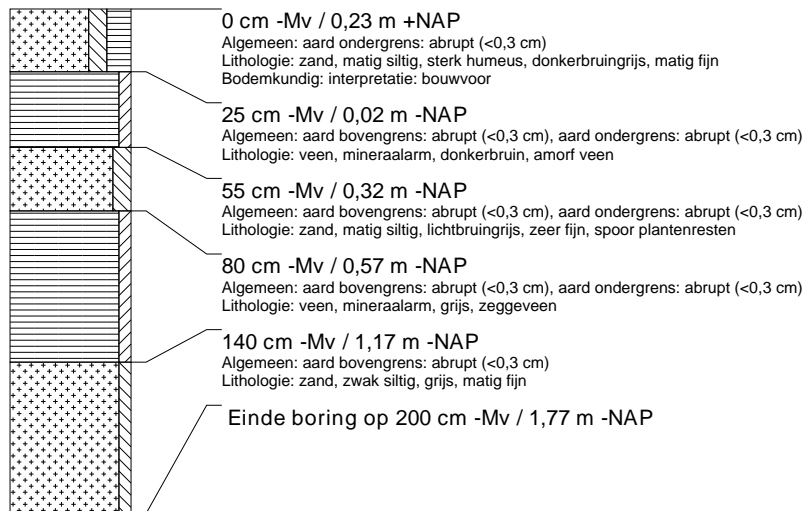 0 cm -Mv / 0,23 m +NAP
Algemeen: aard ondergrens: abrupt (<0,3 cm)
Lithologie: zand, matig siltig, sterk humeus, donkerbruingrijs, matig fijn
Bodemkundig: interpretatie: bouwvoor
25 cm -Mv / 0,02 m -NAP
Algemeen: aard bovengrens: abrupt (<0,3 cm), aard ondergrens: abrupt (<0,3 cm)
Lithologie: veen, mineraalarm, donkerbruin, amorf veen
55 cm -Mv / 0,32 m -NAP
Algemeen: aard bovengrens: abrupt (<0,3 cm), aard ondergrens: abrupt (<0,3 cm)
Lithologie: zand, matig siltig, lichtbruingrijs, zeer fijn, spoor plantenresten
80 cm -Mv / 0,57 m -NAP
Algemeen: aard bovengrens: abrupt (<0,3 cm), aard ondergrens: abrupt (<0,3 cm)
Lithologie: veen, mineraalarm, grijs, zeggeveen
140 cm -Mv / 1,17 m -NAP
Algemeen: aard bovengrens: abrupt (<0,3 cm)
Lithologie: zand, zwak siltig, grijs, matig fijn
Einde boring op 200 cm -Mv / 1,77 m -NAP